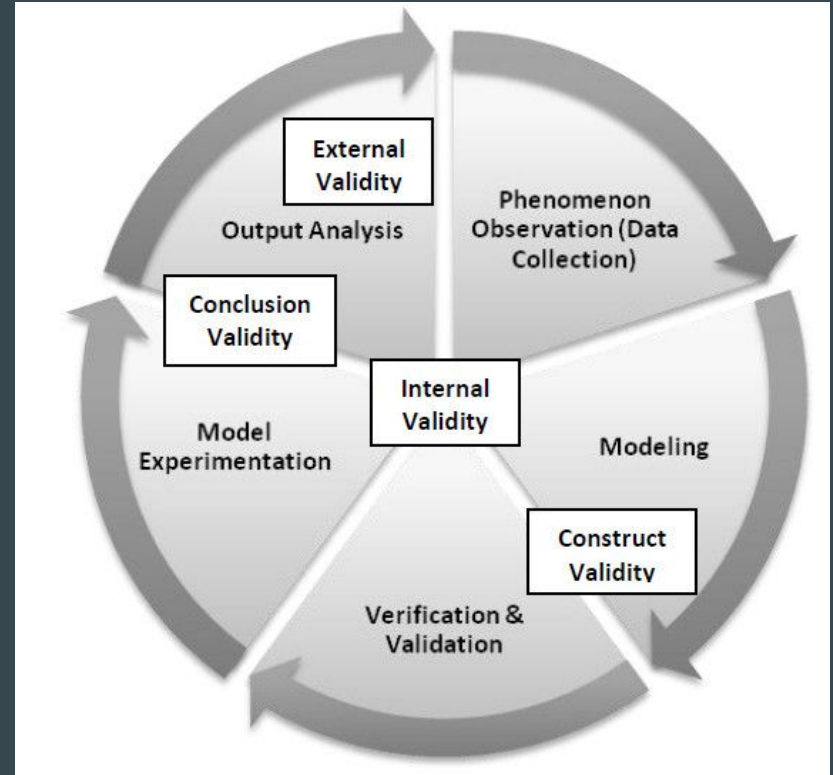 External
Validity
Output Analysis
Phenomenon
Observation (Data
Collection)
Conclusion
Validity
Internal
Validity
Model
Experimentation
Modeling
Construct
Validity
Verification &
Validation